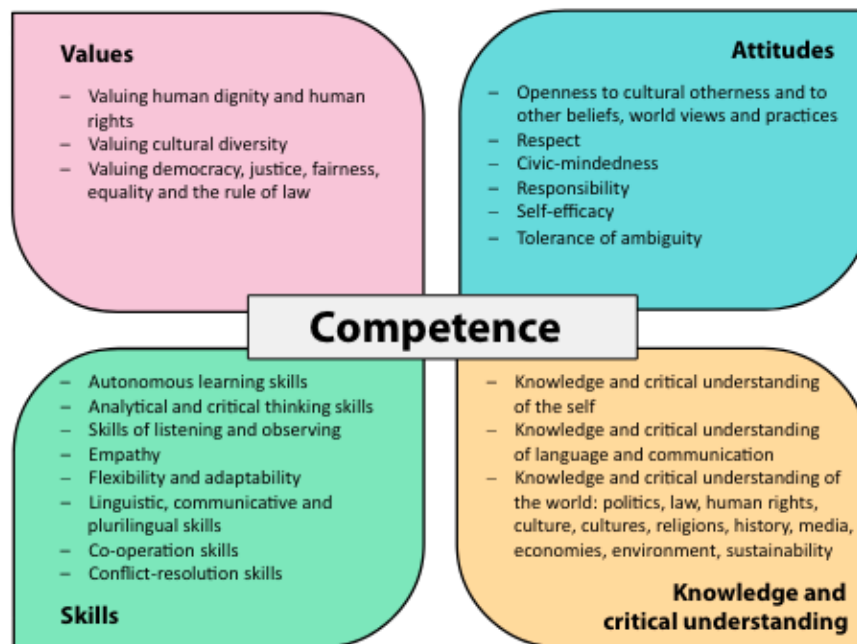 Values
– Valuing human dignity and human
rights
– Valuing cultural diversity
– Valuing democracy, justice, fairness,
equality and the rule of law
Attitudes
– Openness to cultural otherness and to
other beliefs, world views and practices
– Respect
– Civic-mindedness
– Responsibility
– Self-efficacy
– Tolerance of ambiguity
Competence
– Autonomous learning skills
– Analytical and critical thinking skills
– Skills of listening and observing
– Empathy
– Flexibility and adaptability
– Linguistic, communicative and
plurilingual skills
– Co-operation skills
– Conflict-resolution skills
Skills
– Knowledge and critical understanding
of the self
– Knowledge and critical understanding
of language and communication
– Knowledge and critical understanding of
the world: politics, law, human rights,
culture, cultures, religions, history, media,
economies, environment, sustainability
Knowledge and
critical understanding